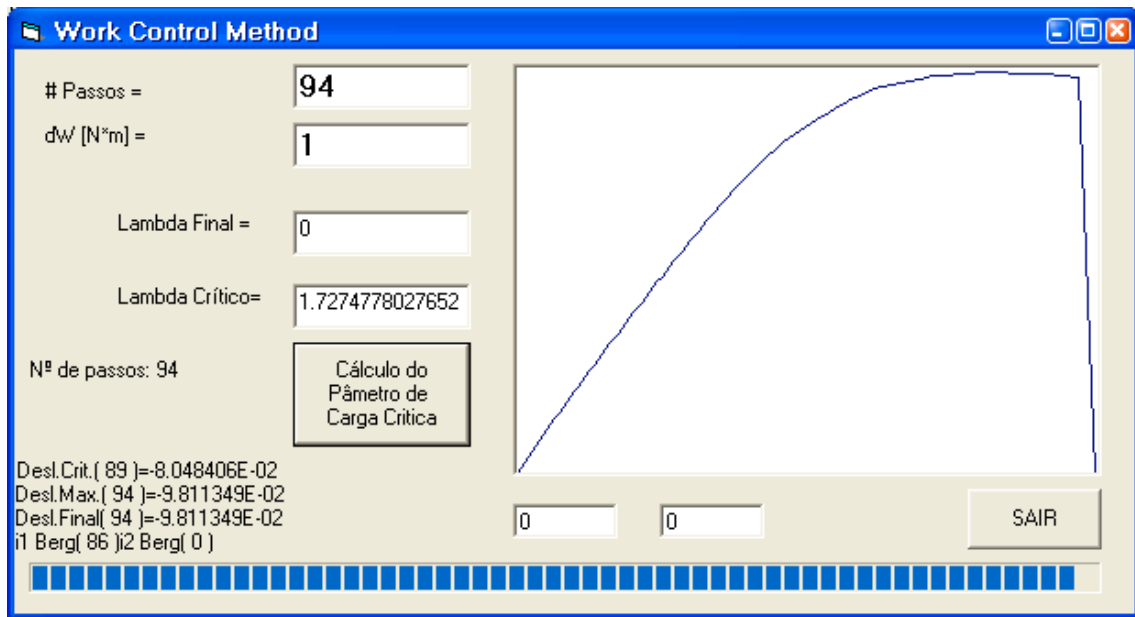 Work Control Method
# Passos =
94
dW [N*m] =
1
Lambda Final =
0
Lambda Crítico=
1.7274778027652
Nº de passos: 94
Cálculo do
Pâmetro de
Carga Critica
Desl.Crit.( 89 )=-8.048406E-02
Desl.Max.( 94 )=-9.811349E-02
Desl.Final( 94 )=-9.811349E-02
i1 Berg( 86 )i2 Berg( 0 )
0
0
SAIR